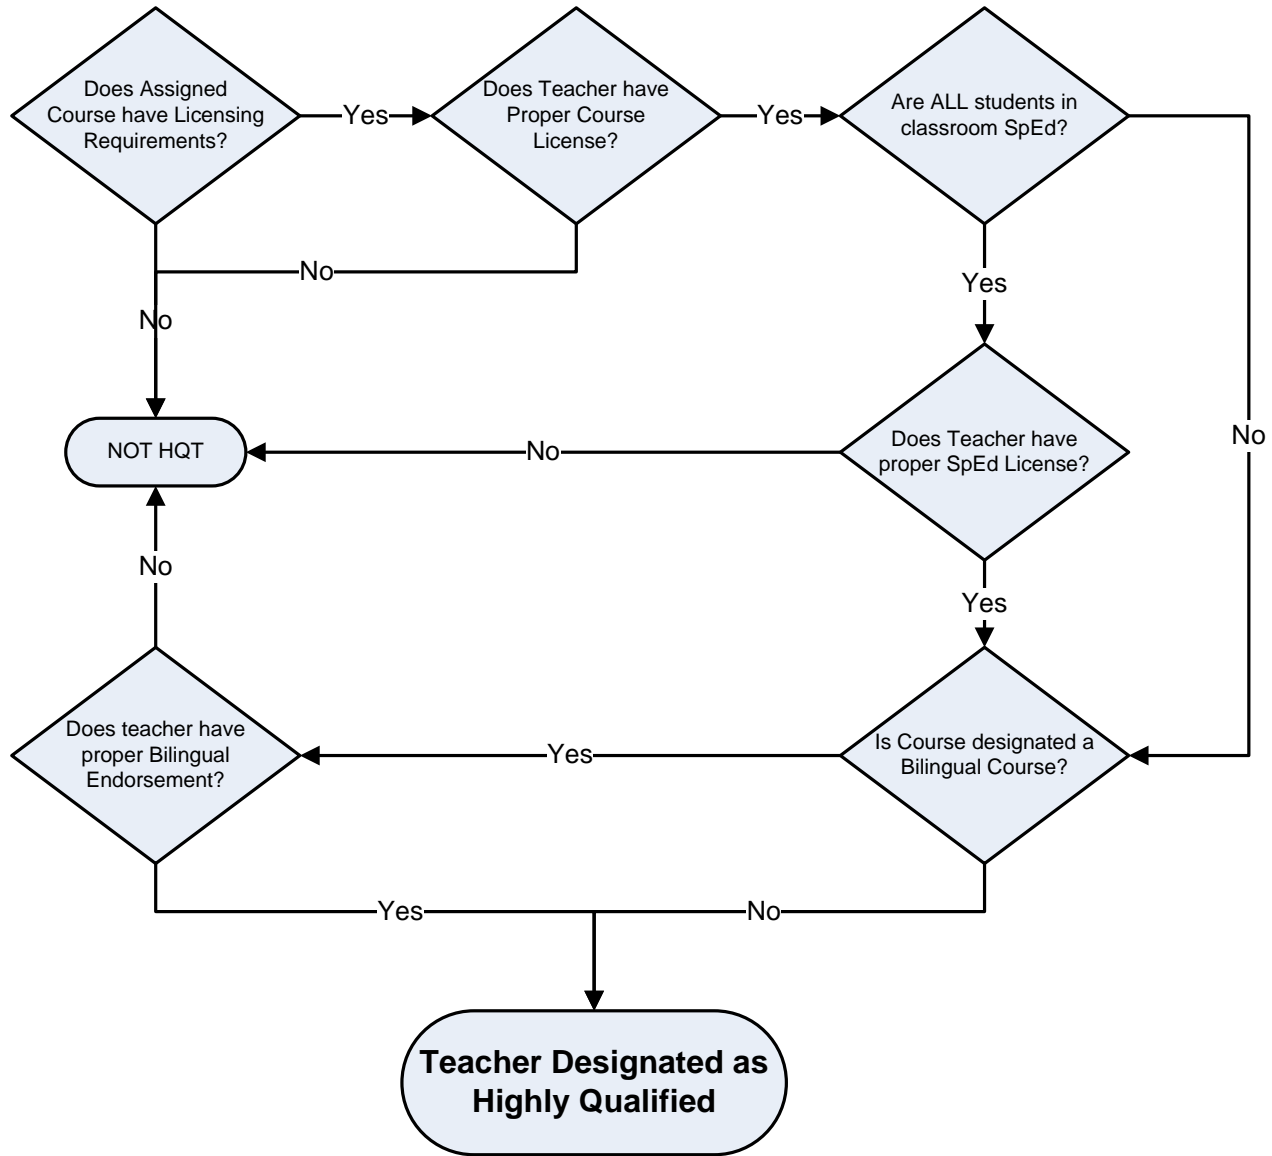 Does Assigned
Course have Licensing
Requirements?
Yes
Does Teacher have
Proper Course
License?
Yes
Are ALL students in
classroom SpEd?
No
No
Yes
No
NOT HQT
No
Does Teacher have
proper SpEd License?
No
Yes
Does teacher have
proper Bilingual
Endorsement?
Yes
Is Course designated a
Bilingual Course?
Yes
No
Teacher Designated as
Highly Qualified